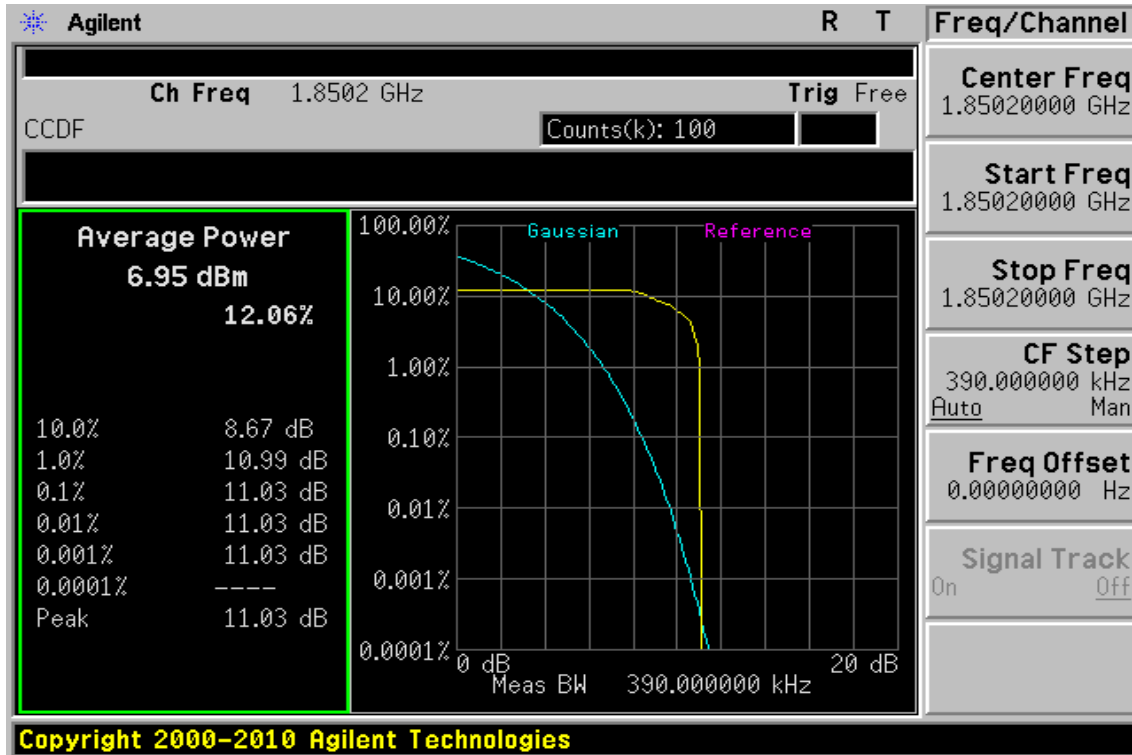 Agilent R T
Ch Freq 1.8502 GHz Trig Free
CCDF Counts(k): 100
Average Power
6.95 dBm
12.06%
10.0% 8.67 dB
1.0% 10.99 dB
0.1% 11.03 dB
0.01% 11.03 dB
0.001% 11.03 dB
0.0001% ----
Peak 11.03 dB
Gaussian Reference
100.00%
10.00%
1.00%
0.10%
0.01%
0.001%
0.0001%
0 dB 20 dB
Meas BW 390.000000 kHz
Freq/Channel
Center Freq
1.85020000 GHz
Start Freq
1.85020000 GHz
Stop Freq
1.85020000 GHz
CF Step
390.000000 kHz
Auto Man
Freq Offset
0.00000000 Hz
Signal Track
On Off
Copyright 2000-2010 Agilent Technologies